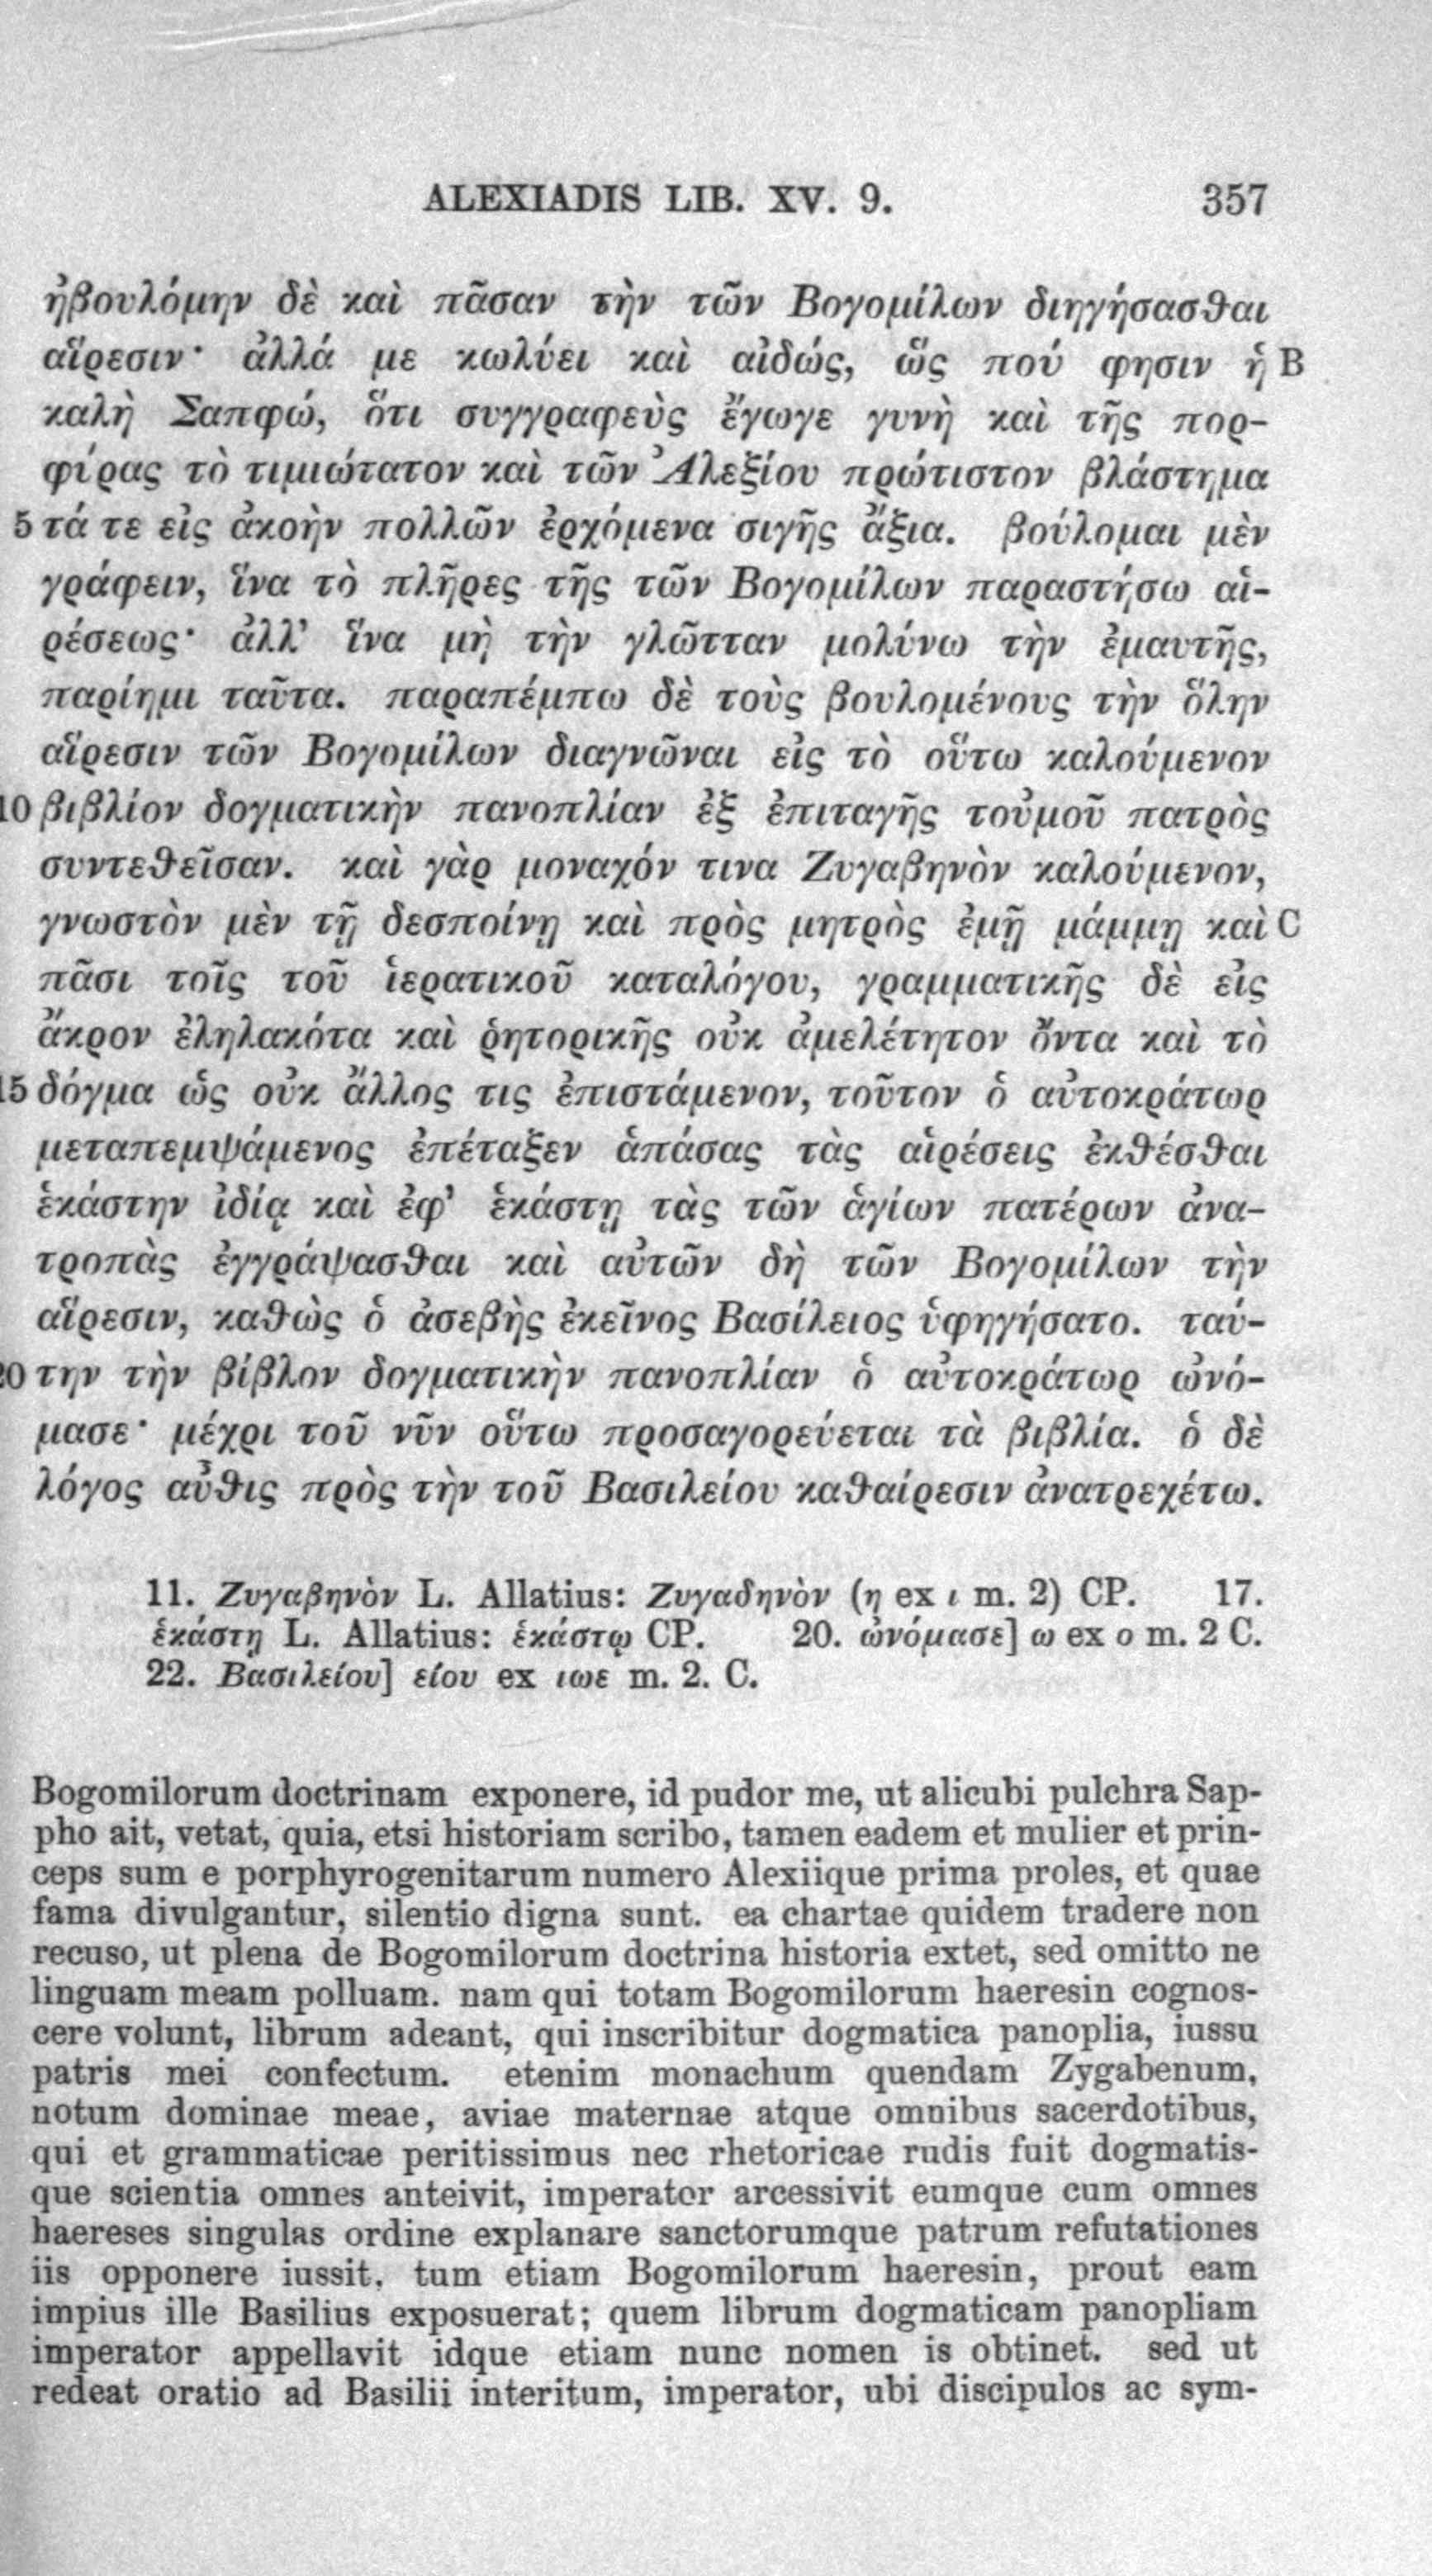 ALEXIADIS LIB. XV. 9. 357
ἠβουλόμην δὲ καὶ πᾶσαν τὴν τῶν Βογομίλων διηγήσασθαι
αἵρεσιν· ἀλλά με κωλύει καὶ αἰδώς, ὥς πού φησιν ἡ B
καλὴ Σαπφώ, ὅτι συγγραφεὺς ἔγωγε γυνὴ καὶ τῆς πορ-
φύρας τὸ τιμιώτατον καὶ τῶν Ἀλεξίου πρώτιστον βλάστημα
5 τά τε εἰς ἀκοὴν πολλῶν ἐρχόμενα σιγῆς ἄξια. βούλομαι μὲν
γράφειν, ἵνα τὸ πλῆρες τῆς τῶν Βογομίλων παραστήσω αἱ-
ρέσεως· ἀλλ’ ἵνα μὴ τὴν γλῶτταν μολύνω τὴν ἐμαυτῆς,
παρίημι ταῦτα. παραπέμπω δὲ τοὺς βουλομένους τὴν ὅλην
αἵρεσιν τῶν Βογομίλων διαγνῶναι εἰς τὸ οὕτω καλούμενον
10 βιβλίον δογματικὴν πανοπλίαν ἐξ ἐπιταγῆς τοὐμοῦ πατρὸς
συντεθεῖσαν. καὶ γὰρ μοναχόν τινα Ζυγαβηνὸν καλούμενον,
γνωστὸν μὲν τῇ δεσποίνῃ καὶ πρὸς μητρὸς ἐμῇ μάμμῃ καὶ C
πᾶσι τοῖς τοῦ ἱερατικοῦ καταλόγου, γραμματικῆς δὲ εἰς
ἄκρον ἐληλακότα καὶ ῥητορικῆς οὐκ ἀμελέτητον ὄντα καὶ τὸ
15 δόγμα ὡς οὐκ ἄλλος τις ἐπιστάμενον, τοῦτον ὁ αὐτοκράτωρ
μεταπεμψάμενος ἐπέταξεν ἁπάσας τὰς αἱρέσεις ἐκθέσθαι
ἑκάστην ἰδίᾳ καὶ ἐφ’ ἑκάστῃ τὰς τῶν ἁγίων πατέρων ἀνα-
τροπὰς ἐγγράψασθαι καὶ αὐτῶν δὴ τῶν Βογομίλων τὴν
αἵρεσιν, καθὼς ὁ ἀσεβὴς ἐκεῖνος Βασίλειος ὑφηγήσατο. ταύ-
20 την τὴν βίβλον δογματικὴν πανοπλίαν ὁ αὐτοκράτωρ ὠνό-
μασε· μέχρι τοῦ νῦν οὕτω προσαγορεύεται τὰ βιβλία. ὁ δὲ
λόγος αὖθις πρὸς τὴν τοῦ Βασιλείου καθαίρεσιν ἀνατρεχέτω.
11. Ζυγαβηνὸν L. Allatius: Ζυγαδηνὸν (η ex ι m. 2) CP. 17.
ἑκάστῃ L. Allatius: ἑκάστῳ CP. 20. ὠνόμασε] ω ex ο m. 2 C.
22. Βασιλείου] είου ex ιωε m. 2. C.
Bogomilorum doctrinam exponere, id pudor me, ut alicubi pulchra Sap-
pho ait, vetat, quia, etsi historiam scribo, tamen eadem et mulier et prin-
ceps sum e porphyrogenitarum numero Alexiique prima proles, et quae
fama divulgantur, silentio digna sunt. ea chartae quidem tradere non
recuso, ut plena de Bogomilorum doctrina historia extet, sed omitto ne
linguam meam polluam. nam qui totam Bogomilorum haeresin cognos-
cere volunt, librum adeant, qui inscribitur dogmatica panoplia, iussu
patris mei confectum. etenim monachum quendam Zygabenum,
notum dominae meae, aviae maternae atque omnibus sacerdotibus,
qui et grammaticae peritissimus nec rhetoricae rudis fuit dogmatis-
que scientia omnes anteivit, imperator arcessivit eumque cum omnes
haereses singulas ordine explanare sanctorumque patrum refutationes
iis opponere iussit, tum etiam Bogomilorum haeresin, prout eam
impius ille Basilius exposuerat; quem librum dogmaticam panopliam
imperator appellavit idque etiam nunc nomen is obtinet. sed ut
redeat oratio ad Basilii interitum, imperator, ubi discipulos ac sym-